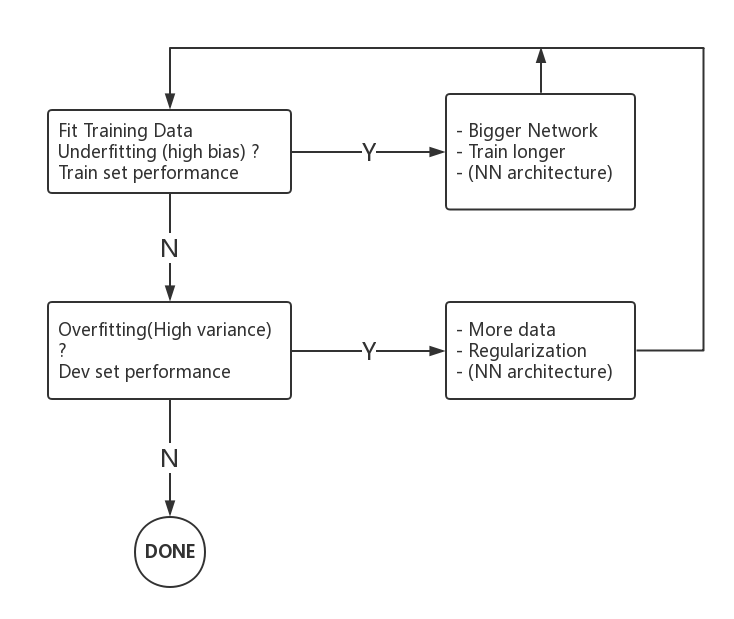 Fit Training Data
Underfitting (high bias) ?
Train set performance
Y
- Bigger Network
- Train longer
- (NN architecture)
N
Overfitting(High variance)
?
Dev set performance
Y
- More data
- Regularization
- (NN architecture)
N
DONE